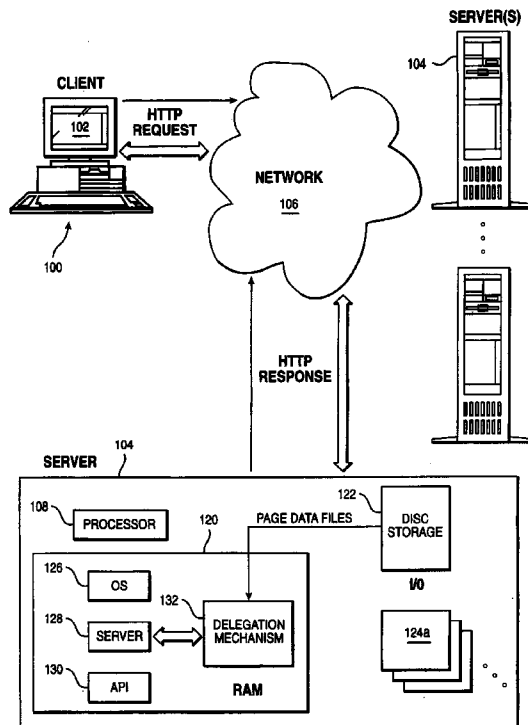 SERVER(S)
104
CLIENT
102
HTTP
REQUEST
NETWORK
106
100
HTTP
RESPONSE
SERVER
104
108
PROCESSOR
120
PAGE DATA FILES
122
DISC
STORAGE
I/O
126
OS
132
DELEGATION
MECHANISM
128
SERVER
124a
130
API
RAM